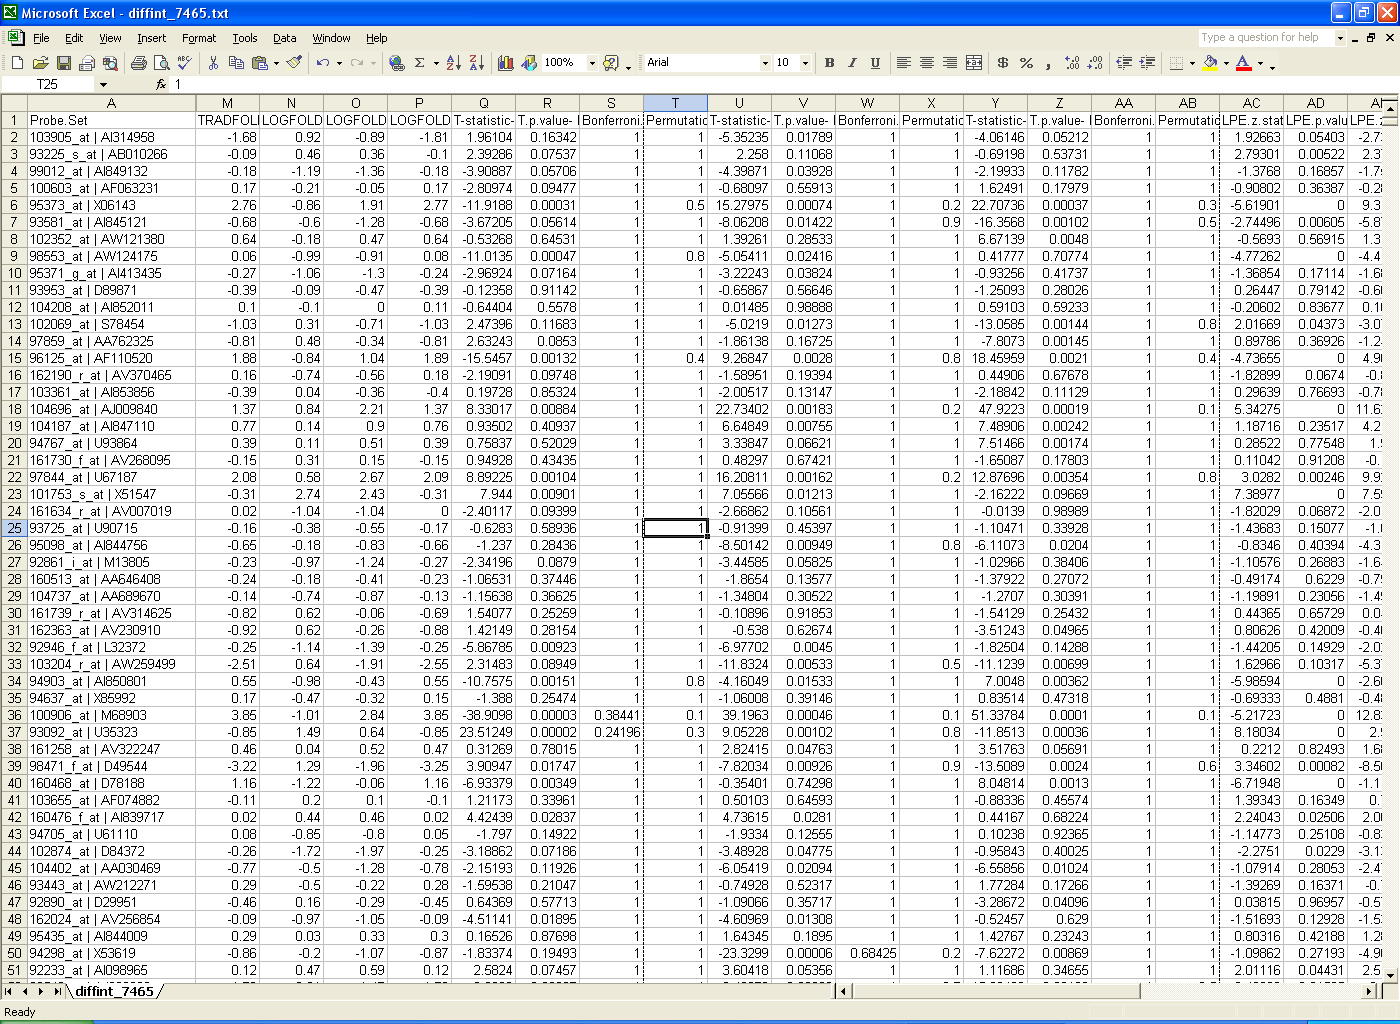 Microsoft Excel - diffint_7465.txt
File Edit View Insert Format Tools Data Window Help
Type a question for help
100% Arial 10 B I U $ % ,
T25 fx 1
A M N O P Q R S T U V W X Y Z AA AB AC AD
1 Probe.Set TRADFOL LOGFOLD LOGFOLD LOGFOLD T-statistic- T.p.value- Bonferroni. Permutatic T-statistic- T.p.value- Bonferroni. Permutatic T-statistic- T.p.value- Bonferroni. Permutatic LPE.z.stat LPE.p.valu LPE.z
2 103905_at | AI314958 -1.68 0.92 -0.89 -1.81 1.96104 0.16342 1 1 -5.35235 0.01789 1 1 -4.06146 0.05212 1 1 1.92663 0.05403 -2.7
3 93225_s_at | AB010266 -0.09 0.46 0.36 -0.1 2.39286 0.07537 1 1 2.258 0.11068 1 1 -0.69198 0.53731 1 1 2.79301 0.00522 2.3
4 99012_at | AI849132 -0.18 -1.19 -1.36 -0.18 -3.90887 0.05706 1 1 -4.39871 0.03928 1 1 -2.19933 0.11782 1 1 -1.3768 0.16857 -1.7
5 100603_at | AF063231 0.17 -0.21 -0.05 0.17 -2.80974 0.09477 1 1 -0.68097 0.55913 1 1 1.62491 0.17979 1 1 -0.90802 0.36387 -0.2
6 95373_at | X06143 2.76 -0.86 1.91 2.77 -11.9188 0.00031 1 0.5 15.27975 0.00074 1 0.2 22.70736 0.00037 1 0.3 -5.61901 0 9.3
7 93581_at | AI845121 -0.68 -0.6 -1.28 -0.68 -3.67205 0.05614 1 1 -8.06208 0.01422 1 0.9 -16.3568 0.00102 1 0.5 -2.74496 0.00605 -5.8
8 102352_at | AW121380 0.64 -0.18 0.47 0.64 -0.53268 0.64531 1 1 1.39261 0.28533 1 1 6.67139 0.0048 1 1 -0.5693 0.56915 1.3
9 98553_at | AW124175 0.06 -0.99 -0.91 0.08 -11.0135 0.00047 1 0.8 -5.05411 0.02416 1 1 0.41777 0.70774 1 1 -4.77262 0 -4.4
10 95371_g_at | AI413435 -0.27 -1.06 -1.3 -0.24 -2.96924 0.07164 1 1 -3.22243 0.03824 1 1 -0.93256 0.41737 1 1 -1.36854 0.17114 -1.6
11 93953_at | D89871 -0.39 -0.09 -0.47 -0.39 -0.12358 0.91142 1 1 -0.65867 0.56646 1 1 -1.25093 0.28026 1 1 0.26447 0.79142 -0.6
12 104208_at | AI852011 0.1 -0.1 0 0.11 -0.64404 0.5578 1 1 0.01485 0.98888 1 1 0.59103 0.59233 1 1 -0.20602 0.83677 0.1
13 102069_at | S78454 -1.03 0.31 -0.71 -1.03 2.47396 0.11683 1 1 -5.0219 0.01273 1 1 -13.0585 0.00144 1 0.8 2.01669 0.04373 -3.0
14 97859_at | AA762325 -0.81 0.48 -0.34 -0.81 2.63243 0.0853 1 1 -1.86138 0.16725 1 1 -7.8073 0.00145 1 1 0.89786 0.36926 -1.2
15 96125_at | AF110520 1.88 -0.84 1.04 1.89 -15.5457 0.00132 1 0.4 9.26847 0.0028 1 0.8 18.45959 0.0021 1 0.4 -4.73655 0 4.9
16 162190_r_at | AV370465 0.16 -0.74 -0.56 0.18 -2.19091 0.09748 1 1 -1.58951 0.19394 1 1 0.44906 0.67678 1 1 -1.82899 0.0674 -0.
17 103361_at | AI853856 -0.39 0.04 -0.36 -0.4 0.19728 0.85324 1 1 -2.00517 0.13147 1 1 -2.18842 0.11129 1 1 0.29639 0.76693 -0.7
18 104696_at | AJ009840 1.37 0.84 2.21 1.37 8.33017 0.00884 1 1 22.73402 0.00183 1 0.2 47.9223 0.00019 1 0.1 5.34275 0 11.6
19 104187_at | AI847110 0.77 0.14 0.9 0.76 0.93502 0.40937 1 1 6.64849 0.00755 1 1 7.48906 0.00242 1 1 1.18716 0.23517 4.2
20 94767_at | U93864 0.39 0.11 0.51 0.39 0.75837 0.52029 1 1 3.33847 0.06621 1 1 7.51466 0.00174 1 1 0.28522 0.77548 1.
21 161730_f_at | AV268095 -0.15 0.31 0.15 -0.15 0.94928 0.43435 1 1 0.48297 0.67421 1 1 -1.65087 0.17803 1 1 0.11042 0.91208 -0.
22 97844_at | U67187 2.08 0.58 2.67 2.09 8.89225 0.00104 1 1 16.20811 0.00162 1 0.2 12.87696 0.00354 1 0.8 3.0282 0.00246 9.9
23 101753_s_at | X51547 -0.31 2.74 2.43 -0.31 7.944 0.00901 1 1 7.05566 0.01213 1 1 -2.16222 0.09669 1 1 7.38977 0 7.5
24 161634_r_at | AV007019 0.02 -1.04 -1.04 0 -2.40117 0.09399 1 1 -2.66862 0.10561 1 1 -0.0139 0.98989 1 1 -1.82029 0.06872 -2.0
25 93725_at | U90715 -0.16 -0.38 -0.55 -0.17 -0.6283 0.58936 1 1 -0.91399 0.45397 1 1 -1.10471 0.33928 1 1 -1.43683 0.15077 -1.
26 95098_at | AI844756 -0.65 -0.18 -0.83 -0.66 -1.237 0.28436 1 1 -8.50142 0.00949 1 0.8 -6.11073 0.0204 1 1 -0.8346 0.40394 -4.3
27 92861_i_at | M13805 -0.23 -0.97 -1.24 -0.27 -2.34196 0.0879 1 1 -3.44585 0.05825 1 1 -1.02966 0.38406 1 1 -1.10576 0.26883 -1.6
28 160513_at | AA646408 -0.24 -0.18 -0.41 -0.23 -1.06531 0.37446 1 1 -1.8654 0.13577 1 1 -1.37922 0.27072 1 1 -0.49174 0.6229 -0.7
29 104737_at | AA689670 -0.14 -0.74 -0.87 -0.13 -1.15638 0.36625 1 1 -1.34804 0.30522 1 1 -1.2707 0.30391 1 1 -1.19891 0.23056 -1.4
30 161739_r_at | AV314625 -0.82 0.62 -0.06 -0.69 1.54077 0.25259 1 1 -0.10896 0.91853 1 1 -1.54129 0.25432 1 1 0.44365 0.65729 0.0
31 162363_at | AV230910 -0.92 0.62 -0.26 -0.88 1.42149 0.28154 1 1 -0.538 0.62674 1 1 -3.51243 0.04965 1 1 0.80626 0.42009 -0.4
32 92946_f_at | L32372 -0.25 -1.14 -1.39 -0.25 -5.86785 0.00923 1 1 -6.97702 0.0045 1 1 -1.82504 0.14288 1 1 -1.44205 0.14929 -2.0
33 103204_r_at | AW259499 -2.51 0.64 -1.91 -2.55 2.31483 0.08949 1 1 -11.8324 0.00533 1 0.5 -11.1239 0.00699 1 1 1.62966 0.10317 -5.3
34 94903_at | AI850801 0.55 -0.98 -0.43 0.55 -10.7575 0.00151 1 0.8 -4.16049 0.01533 1 1 7.0048 0.00362 1 1 -5.98594 0 -2.6
35 94637_at | X85992 0.17 -0.47 -0.32 0.15 -1.388 0.25474 1 1 -1.06008 0.39146 1 1 0.83514 0.47318 1 1 -0.69333 0.4881 -0.4
36 100906_at | M68903 3.85 -1.01 2.84 3.85 -38.9098 0.00003 0.38441 0.1 39.1963 0.00046 1 0.1 51.33784 0.0001 1 0.1 -5.21723 0 12.8
37 93092_at | U35323 -0.85 1.49 0.64 -0.85 23.51249 0.00002 0.24196 0.3 9.05228 0.00102 1 0.8 -11.8513 0.00036 1 1 8.18034 0 2.
38 161258_at | AV322247 0.46 0.04 0.52 0.47 0.31269 0.78015 1 1 2.82415 0.04763 1 1 3.51763 0.05691 1 1 0.2212 0.82493 1.6
39 98471_f_at | D49544 -3.22 1.29 -1.96 -3.25 3.90947 0.01747 1 1 -7.82034 0.00926 1 0.9 -13.5089 0.0024 1 0.6 3.34602 0.00082 -8.5
40 160468_at | D78188 1.16 -1.22 -0.06 1.16 -6.93379 0.00349 1 1 -0.35401 0.74298 1 1 8.04814 0.0013 1 1 -6.71948 0 -1.1
41 103655_at | AF074882 -0.11 0.2 0.1 -0.1 1.21173 0.33961 1 1 0.50103 0.64593 1 1 -0.88336 0.45574 1 1 1.39343 0.16349 0.
42 160476_f_at | AI839717 0.02 0.44 0.46 0.02 4.42439 0.02837 1 1 4.73615 0.0281 1 1 0.44167 0.68224 1 1 2.24043 0.02506 2.0
43 94705_at | U61110 0.08 -0.85 -0.8 0.05 -1.797 0.14922 1 1 -1.9334 0.12555 1 1 0.10238 0.92365 1 1 -1.14773 0.25108 -0.8
44 102874_at | D84372 -0.26 -1.72 -1.97 -0.25 -3.18862 0.07186 1 1 -3.48928 0.04775 1 1 -0.95843 0.40025 1 1 -2.2751 0.0229 -3.1
45 104402_at | AA030469 -0.77 -0.5 -1.28 -0.78 -2.15193 0.11926 1 1 -6.05419 0.02094 1 1 -6.55856 0.01024 1 1 -1.07914 0.28053 -2.4
46 93443_at | AW212271 0.29 -0.5 -0.22 0.28 -1.59538 0.21047 1 1 -0.74928 0.52317 1 1 1.77284 0.17266 1 1 -1.39269 0.16371 -0.
47 92890_at | D29951 -0.46 0.16 -0.29 -0.45 0.64369 0.57713 1 1 -1.09066 0.35717 1 1 -3.28672 0.04096 1 1 0.03815 0.96957 -0.5
48 162024_at | AV256854 -0.09 -0.97 -1.05 -0.09 -4.51141 0.01895 1 1 -4.60969 0.01308 1 1 -0.52457 0.629 1 1 -1.51693 0.12928 -1.5
49 95435_at | AI844009 0.29 0.03 0.33 0.3 0.16526 0.87698 1 1 1.64345 0.1895 1 1 1.42767 0.23243 1 1 0.80316 0.42188 1.2
50 94298_at | X53619 -0.86 -0.2 -1.07 -0.87 -1.83374 0.19493 1 1 -23.3299 0.00006 0.68425 0.2 -7.62272 0.00869 1 1 -1.09862 0.27193 -4.9
51 92233_at | AI098965 0.12 0.47 0.59 0.12 2.5824 0.07457 1 1 3.60418 0.05356 1 1 1.11686 0.34655 1 1 2.01116 0.04431 2.5
diffint_7465
Ready